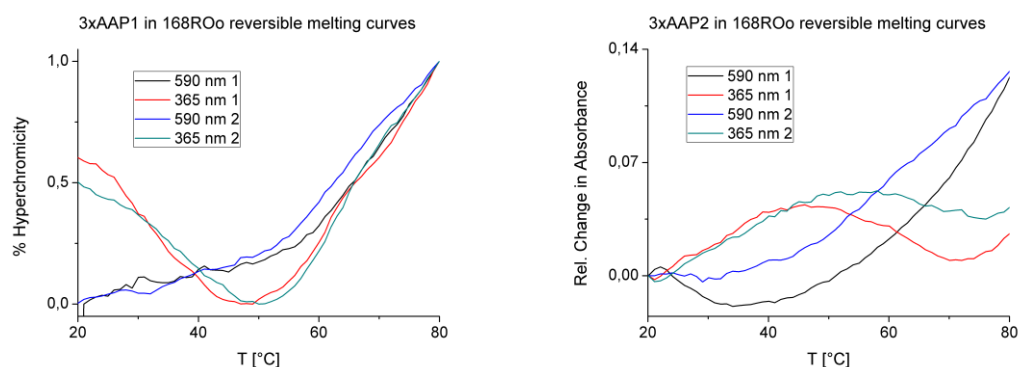 3xAAP1 in 168ROo reversible melting curves
1,0
0,5
0,0
% Hyperchromicity
590 nm 1
365 nm 1
590 nm 2
365 nm 2
20
40
60
80
T [°C]
3xAAP2 in 168ROo reversible melting curves
0,14
0,07
0,00
Rel. Change in Absorbance
590 nm 1
365 nm 1
590 nm 2
365 nm 2
20
40
60
80
T [°C]